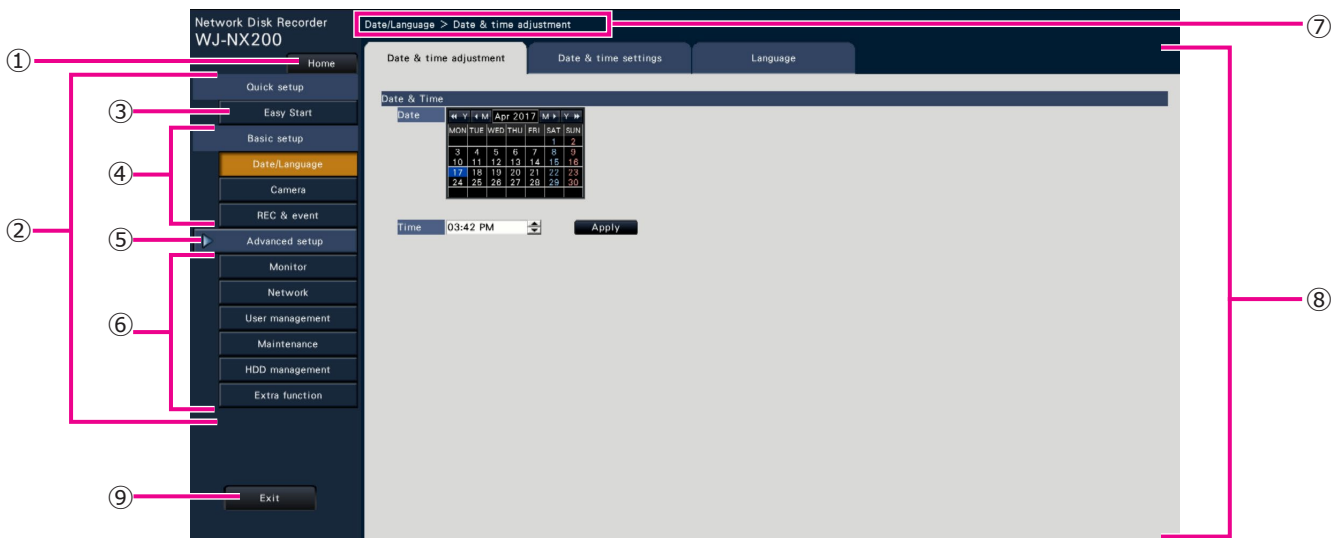 Network Disk Recorder
WJ-NX200
Date/Language > Date & time adjustment
⑦
①
Home
Date & time adjustment
Date & time settings
Language
Quick setup
Date & Time
③
Easy Start
Date
Y M Apr 2017 M Y
MON TUE WED THU FRI SAT SUN
1 2
3 4 5 6 7 8 9
10 11 12 13 14 15 16
17 18 19 20 21 22 23
24 25 26 27 28 29 30
Basic setup
④
Date/Language
Camera
REC & event
②
Time
03:42 PM
Apply
⑤
Advanced setup
Monitor
Network
⑧
⑥
User management
Maintenance
HDD management
Extra function
⑨
Exit